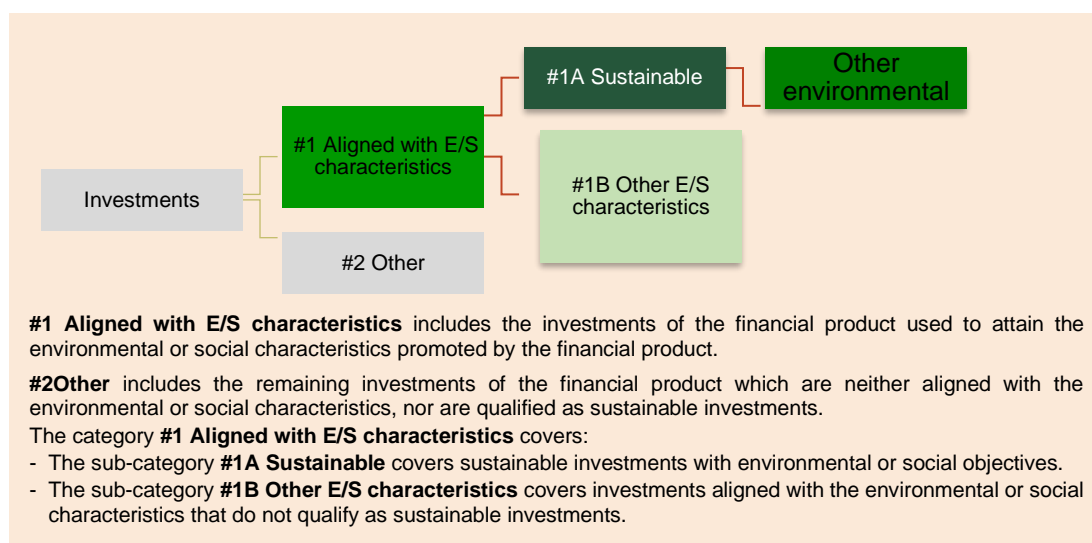 #1A Sustainable
Other
environmental
#1 Aligned with E/S
characteristics
#1B Other E/S
characteristics
Investments
#2 Other
#1 Aligned with E/S characteristics includes the investments of the financial product used to attain the
environmental or social characteristics promoted by the financial product.
#2Other includes the remaining investments of the financial product which are neither aligned with the
environmental or social characteristics, nor are qualified as sustainable investments.
The category #1 Aligned with E/S characteristics covers:
- The sub-category #1A Sustainable covers sustainable investments with environmental or social objectives.
- The sub-category #1B Other E/S characteristics covers investments aligned with the environmental or social
characteristics that do not qualify as sustainable investments.